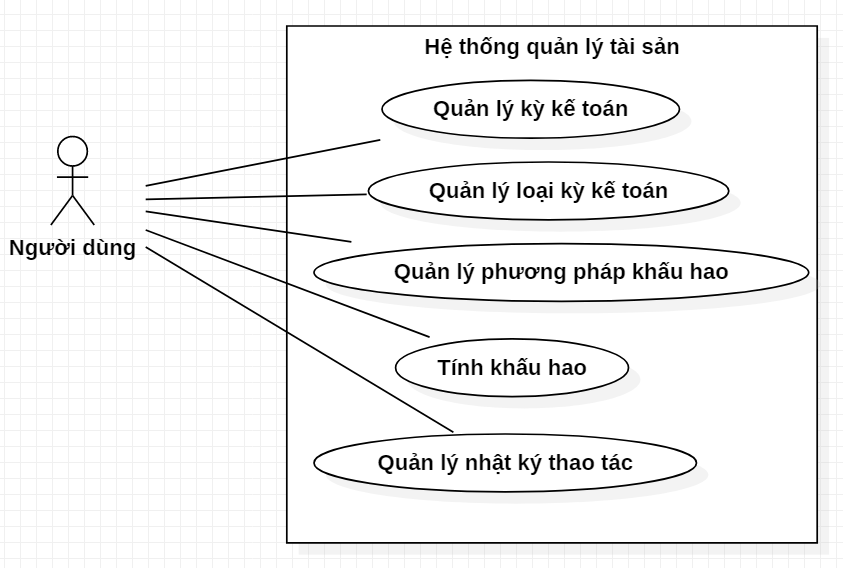 Hệ thống quản lý tài sản
Quản lý kỳ kế toán
Quản lý loại kỳ kế toán
Người dùng
Quản lý phương pháp khấu hao
Tính khấu hao
Quản lý nhật ký thao tác